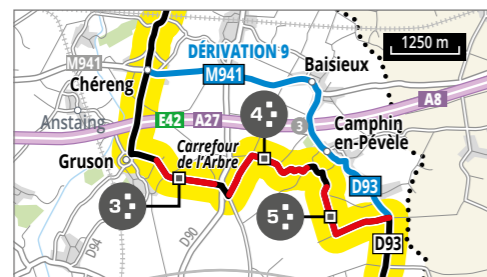 1250 m
DÉRIVATION 9
M941
M941
Baisieux
Chéreng
A8
4
Anstaing
E42
A27
3
Camphin
en-Pévèle
Carrefour
de l'Arbre
Gruson
D93
3
5
D94
D90
D93